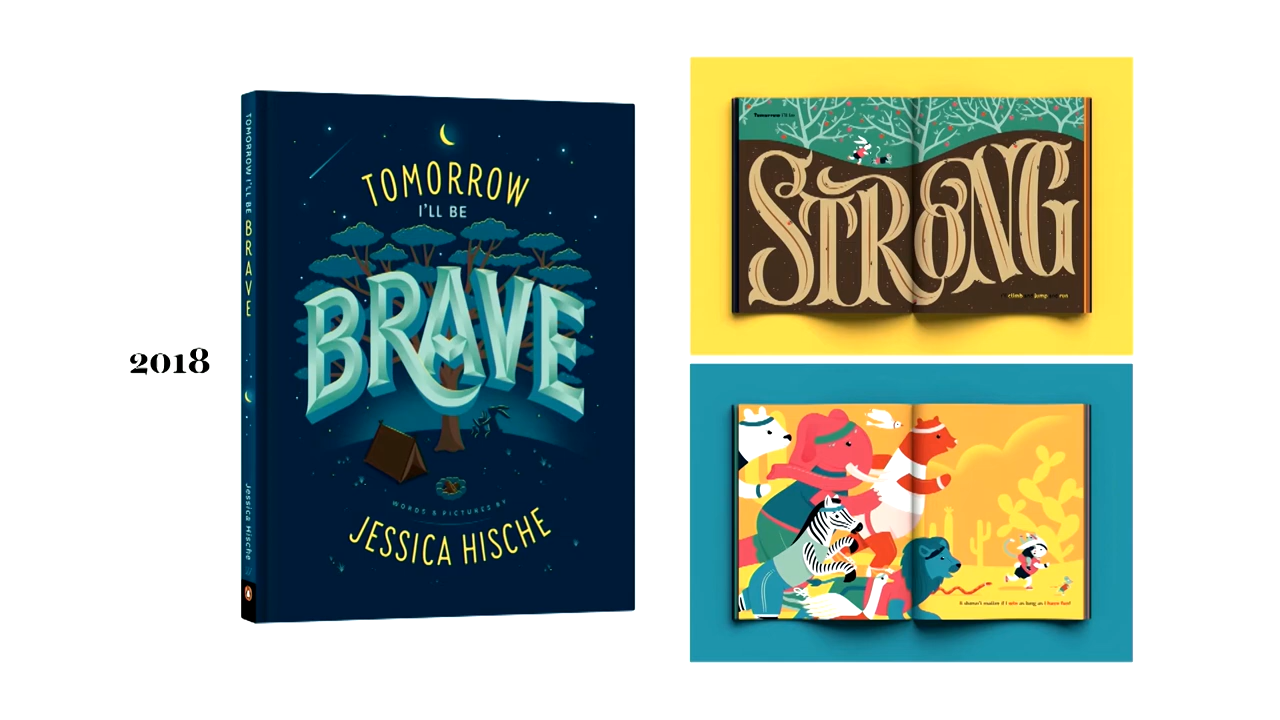 2018
TOMORROW I'LL BE BRAVE
Jessica Hische
TOMORROW
I'LL BE
BRAVE
WORDS & PICTURES BY
JESSICA HISCHE
Tomorrow I'll be
STRONG
climb jump run
It doesn't matter if I win as long as I have fun!